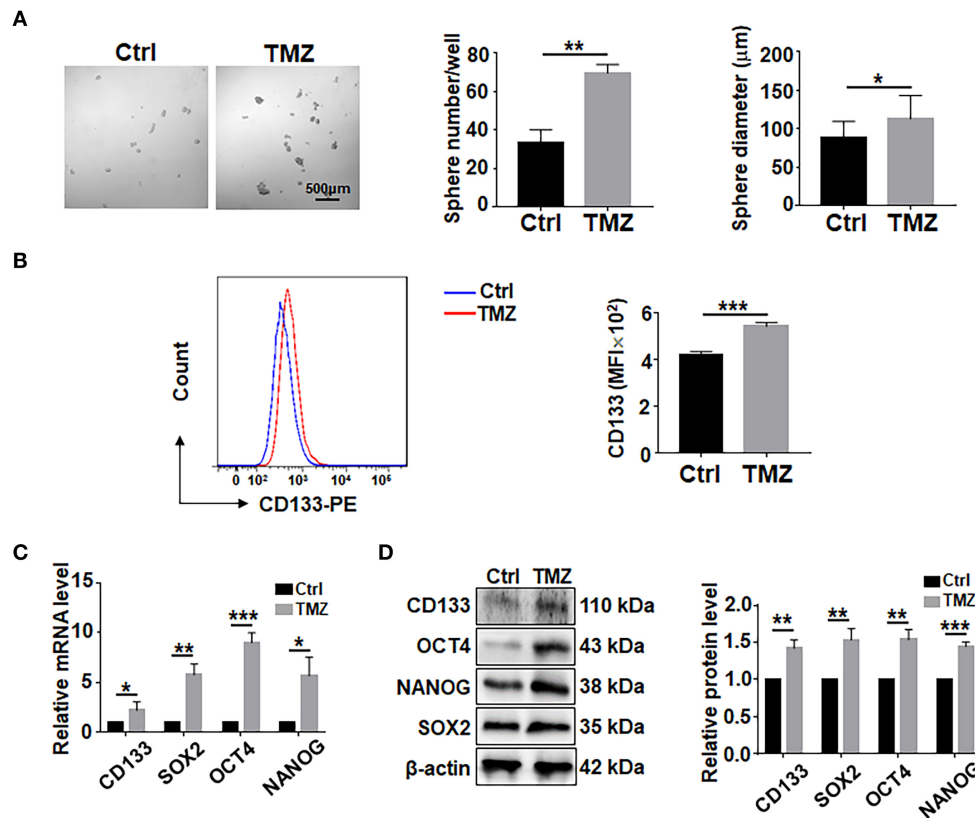 A
Ctrl
TMZ
500µm
Sphere number/well
80
60
40
20
0
**
Ctrl TMZ
Sphere diameter (µm)
200
150
100
50
0
*
Ctrl TMZ
B
Count
0 10² 10³ 10⁴ 10⁵
CD133-PE
Ctrl
TMZ
CD133 (MFI×10²)
6
4
2
0
***
Ctrl TMZ
C
Relative mRNA level
15
10
5
0
Ctrl
TMZ
* ** *** *
CD133 SOX2 OCT4 NANOG
D
Ctrl TMZ
CD133 110 kDa
OCT4 43 kDa
NANOG 38 kDa
SOX2 35 kDa
β-actin 42 kDa
Relative protein level
2.0
1.5
1.0
0.5
0.0
Ctrl
TMZ
** ** ** ***
CD133 SOX2 OCT4 NANOG